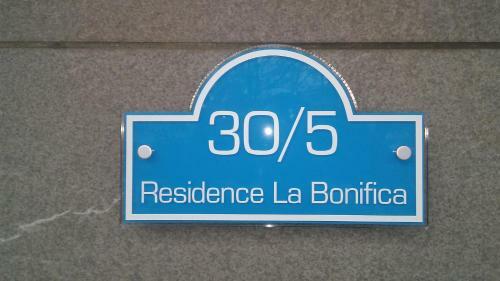 30/5
Residence La Bonifica